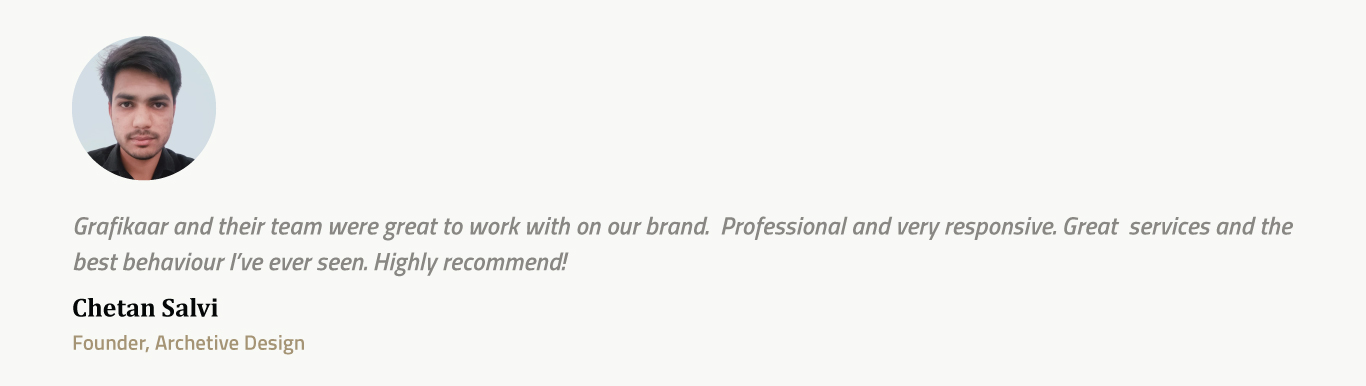 Grafikaar and their team were great to work with on our brand.  Professional and very responsive. Great  services and the
best behaviour I've ever seen. Highly recommend!
Chetan Salvi
Founder, Archetive Design